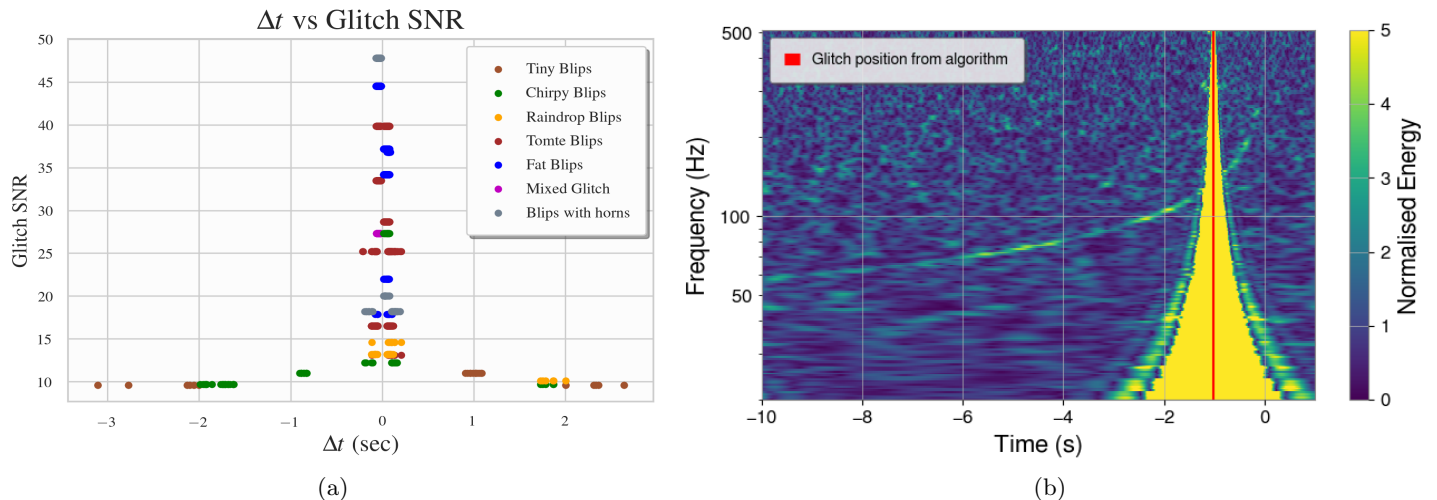 Δt vs Glitch SNR
Glitch SNR
50
45
40
35
30
25
20
15
10
Tiny Blips
Chirpy Blips
Raindrop Blips
Tomte Blips
Fat Blips
Mixed Glitch
Blips with horns
−3 −2 −1 0 1 2
Δt (sec)
(a)
Frequency (Hz)
500
100
50
Glitch position from algorithm
−10 −8 −6 −4 −2 0
Time (s)
5
4
3
2
1
0
Normalised Energy
(b)